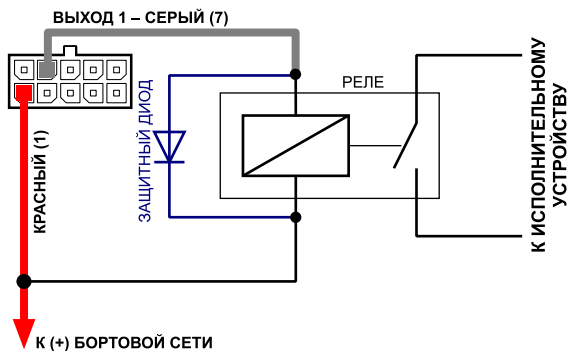 ВЫХОД 1 – СЕРЫЙ (7)
РЕЛЕ
ЗАЩИТНЫЙ ДИОД
КРАСНЫЙ (1)
К ИСПОЛНИТЕЛЬНОМУ
УСТРОЙСТВУ
К (+) БОРТОВОЙ СЕТИ